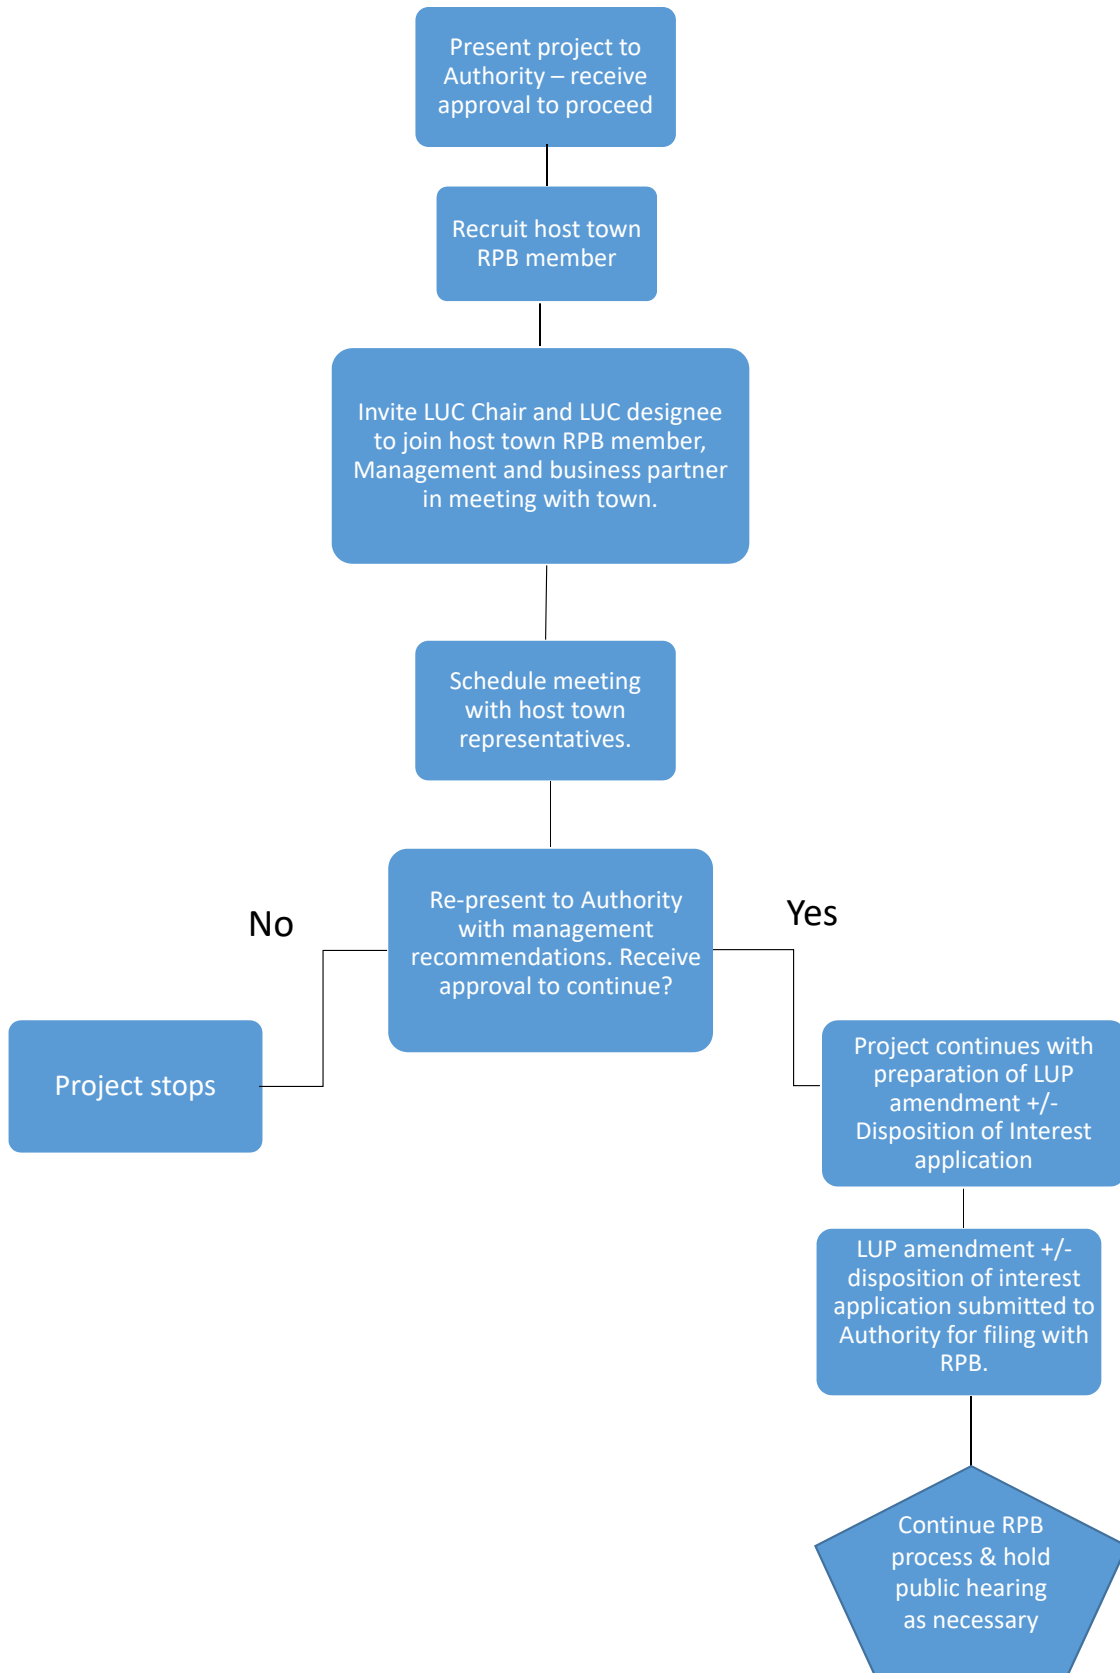 Present project to
Authority – receive
approval to proceed
Recruit host town
RPB member
Invite LUC Chair and LUC designee
to join host town RPB member,
Management and business partner
in meeting with town.
Schedule meeting
with host town
representatives.
Re-present to Authority
with management
recommendations. Receive
approval to continue?
No
Yes
Project stops
Project continues with
preparation of LUP
amendment +/-
Disposition of Interest
application
LUP amendment +/-
disposition of interest
application submitted to
Authority for filing with
RPB.
Continue RPB
process & hold
public hearing
as necessary